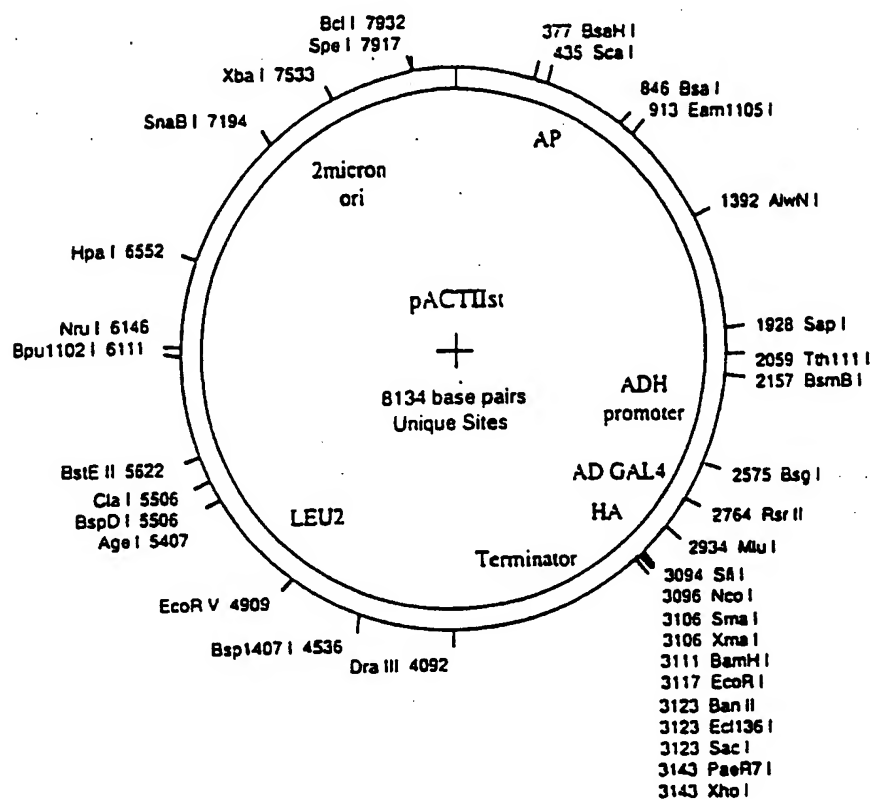 Bcl I 7932
Spe I 7917
Xba I 7533
SnaB I 7194
Hpa I 6552
Nru I 6146
Bpu1102 I 6111
BstE II 5622
Cla I 5506
BspD I 5506
Age I 5407
EcoR V 4909
Bsp1407 I 4536
Dra III 4092
377 BsaH I
435 Sca I
846 Bsa I
913 Eam1105 I
1392 AlwN I
1928 Sap I
2059 Tth111 I
2157 BsmB I
2575 Bsg I
2764 Rsr II
2934 Mlu I
3094 Sfi I
3096 Nco I
3106 Sma I
3106 Xma I
3111 BamH I
3117 EcoR I
3123 Ban II
3123 Ecl136 I
3123 Sac I
3143 PaeR7 I
3143 Xho I
AP
2micron
ori
pACTIIst
8134 base pairs
Unique Sites
ADH
promoter
AD GAL4
HA
Terminator
LEU2